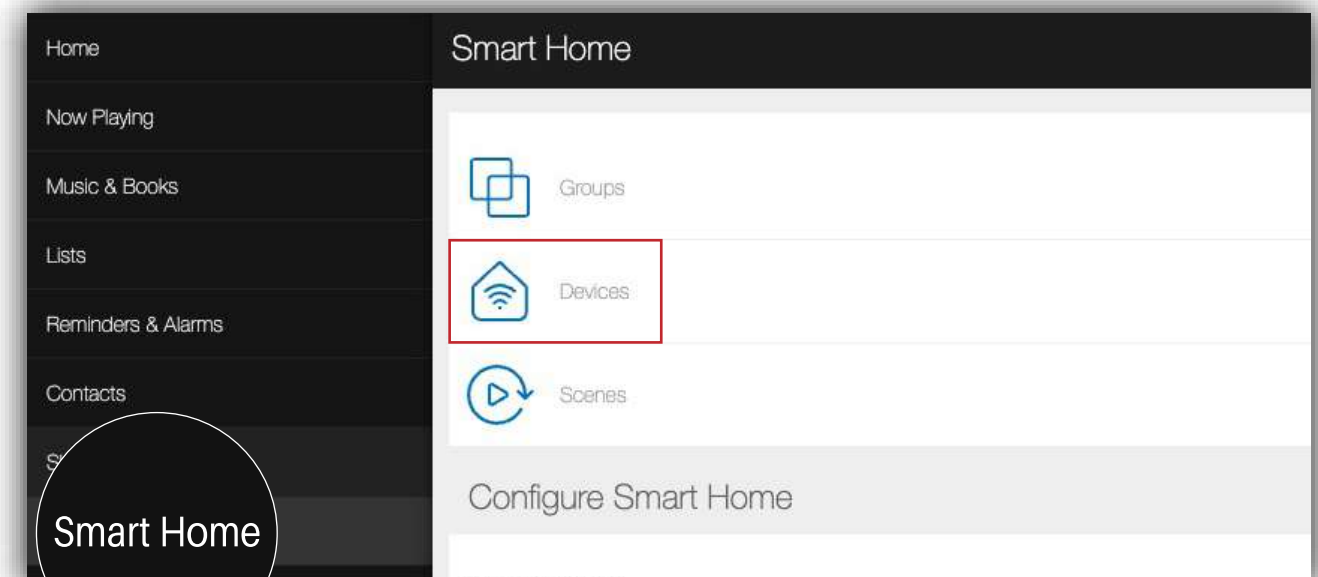 Home
Now Playing
Music & Books
Lists
Reminders & Alarms
Contacts
Smart Home
Smart Home
Groups
Devices
Scenes
Configure Smart Home